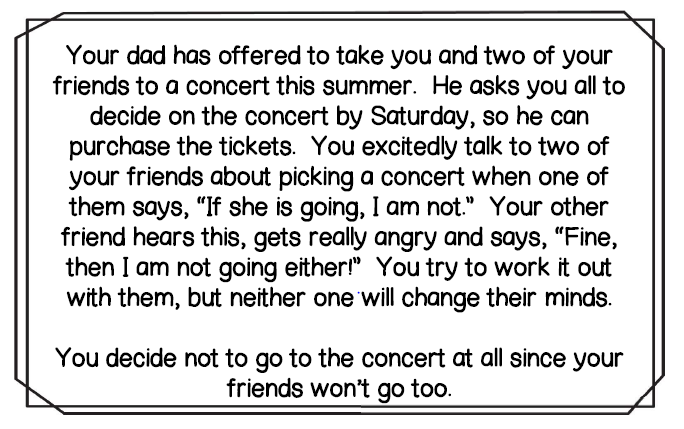 Your dad has offered to take you and two of your
friends to a concert this summer.  He asks you all to
decide on the concert by Saturday, so he can
purchase the tickets.  You excitedly talk to two of
your friends about picking a concert when one of
them says, “If she is going, I am not.”  Your other
friend hears this, gets really angry and says, “Fine,
then I am not going either!”  You try to work it out
with them, but neither one will change their minds.
You decide not to go to the concert at all since your
friends won’t go too.